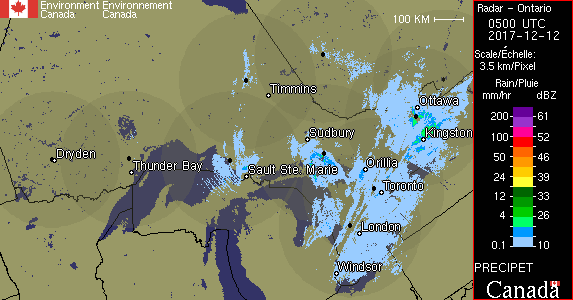 Environment Environnement
Canada Canada
100 KM
Timmins
Ottawa
Sudbury
Kingston
Dryden
Thunder Bay
Sault Ste. Marie
Orillia
Toronto
London
Windsor
Radar - Ontario
0500 UTC
2017-12-12
Scale/Échelle:
3.5 km/Pixel
Rain/Pluie
mm/hr dBZ
200 61
100 52
50 46
24 39
12 33
4 26
0.1 10
PRECIPET
Canada